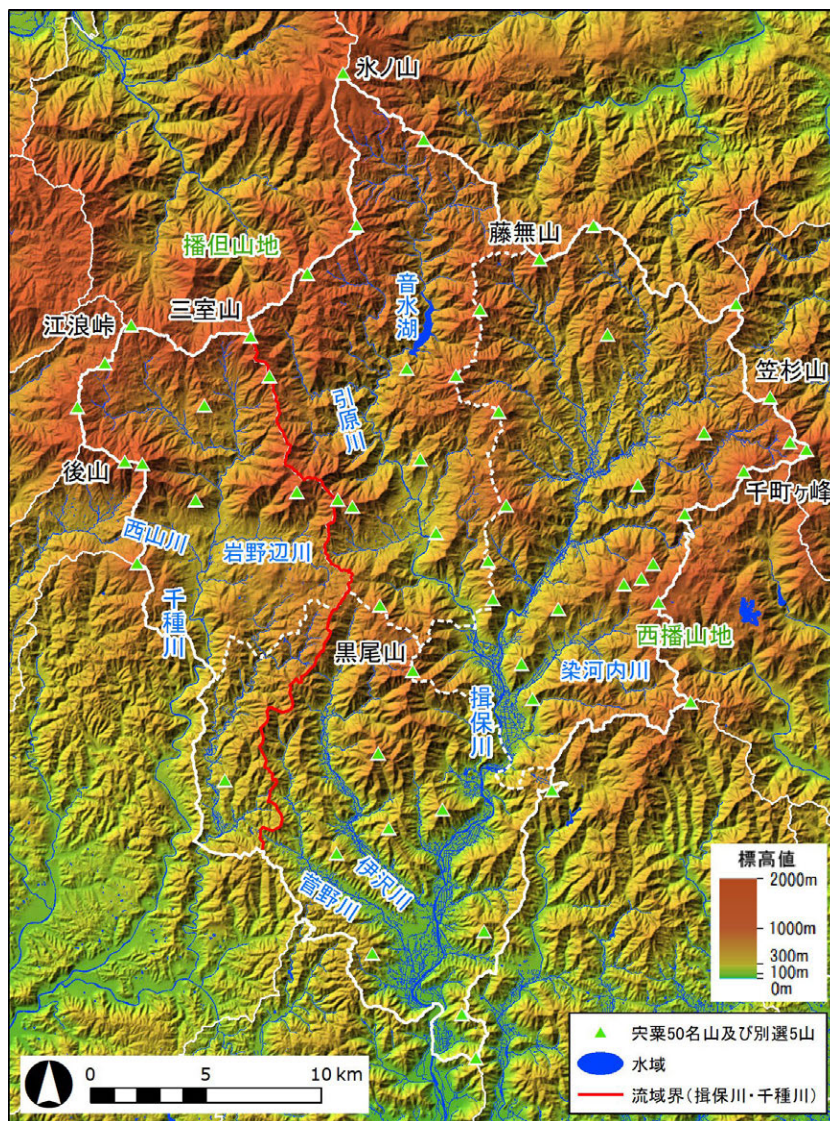 氷ノ山
藤無山
播但山地
音水湖
三室山
江浪峠
笠杉山
引原川
後山
千町ヶ峰
西山川
岩野辺川
千種川
西播山地
黒尾山
染河内川
揖保川
伊沢川
菅野川
標高値
2000m
1000m
300m
100m
0m
宍粟50名山及び別選5山
水域
流域界(揖保川・千種川)
0 5 10 km